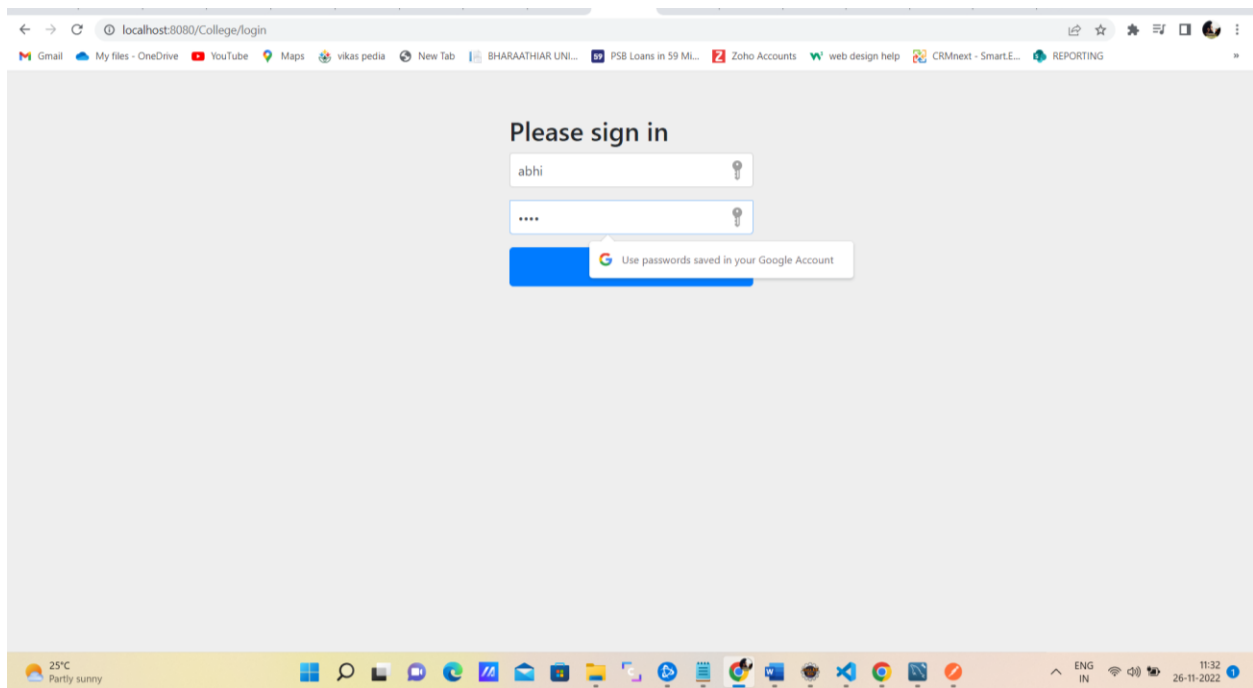 localhost:8080/College/login
Gmail My files - OneDrive YouTube Maps vikas pedia New Tab BHARAATHIAR UNI... PSB Loans in 59 Mi... Zoho Accounts web design help CRMnext - Smart.E... REPORTING »
Please sign in
abhi
••••
Use passwords saved in your Google Account
25°C
Partly sunny
ENG
IN
11:32
26-11-2022
1